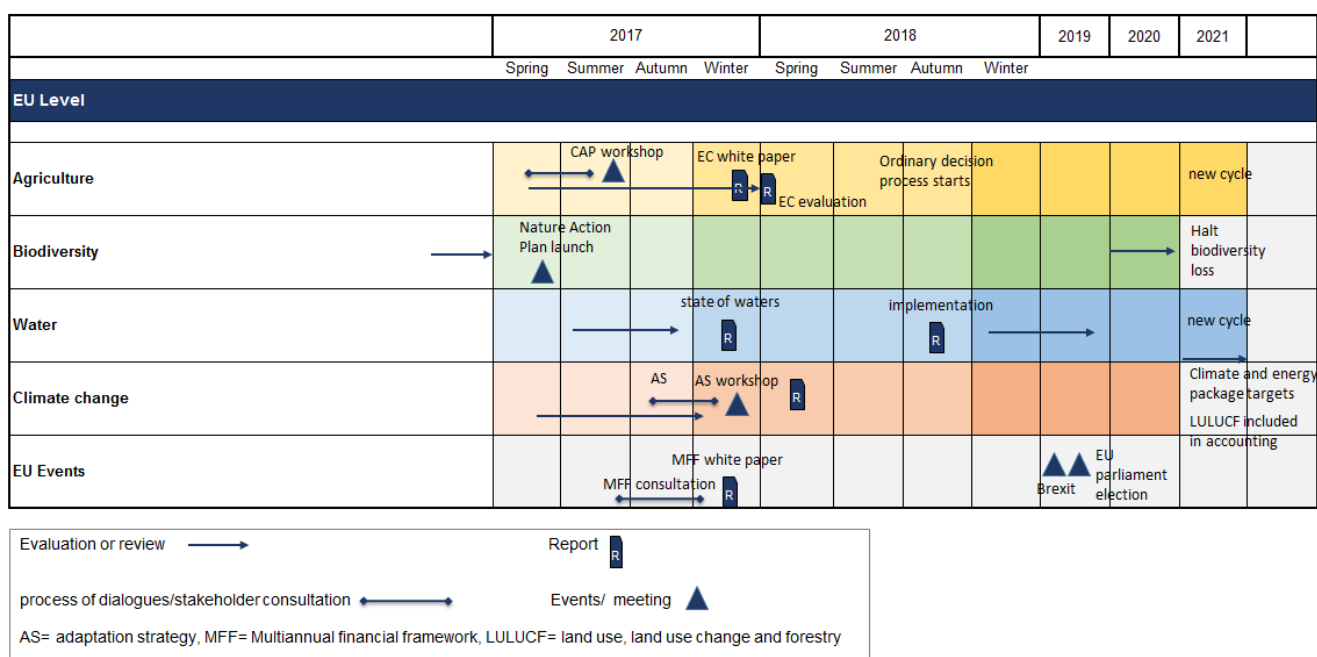 2017 2018 2019 2020 2021
Spring Summer Autumn Winter Spring Summer Autumn Winter
EU Level
Agriculture
CAP workshop
EC white paper
R
R
EC evaluation
Ordinary decision
process starts
new cycle
Biodiversity
Nature Action
Plan launch
Halt
biodiversity
loss
Water
state of waters
R
implementation
R
new cycle
Climate change
AS
AS workshop
R
Climate and energy
package targets
LULUCF included
in accounting
EU Events
MFF white paper
MFF consultation
R
Brexit
EU
parliament
election
Evaluation or review
Report
R
process of dialogues/stakeholder consultation
Events/ meeting
AS= adaptation strategy, MFF= Multiannual financial framework, LULUCF= land use, land use change and forestry